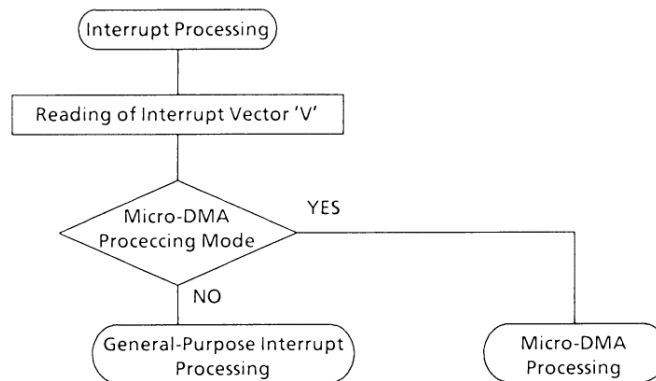 Interrupt Processing
Reading of Interrupt Vector ‘V’
Micro-DMA
Proceccing Mode
YES
NO
General-Purpose Interrupt
Processing
Micro-DMA
Processing